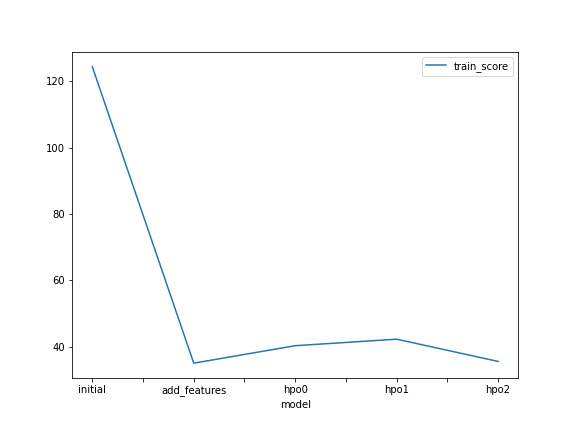 train_score
120
100
80
60
40
initial add_features hpo0 hpo1 hpo2
model